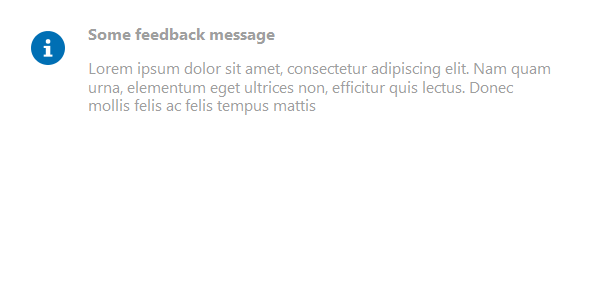 Some feedback message
Lorem ipsum dolor sit amet, consectetur adipiscing elit. Nam quam
urna, elementum eget ultrices non, efficitur quis lectus. Donec
mollis felis ac felis tempus mattis